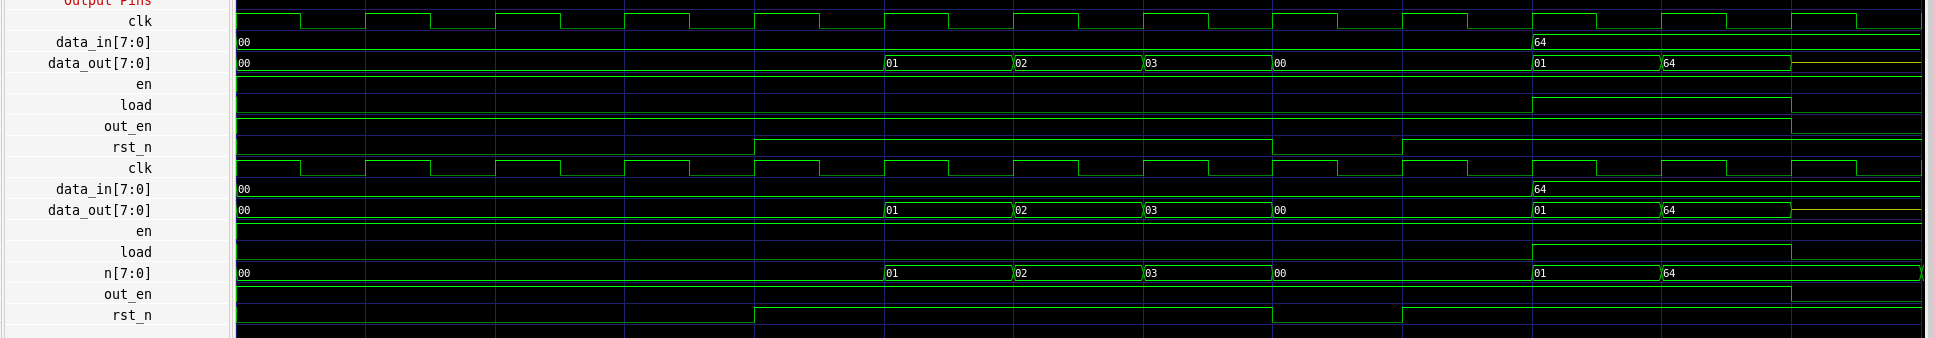 Output Pins
clk
data_in[7:0] 00 64
data_out[7:0] 00 01 02 03 00 01 64
en
load
out_en
rst_n
clk
data_in[7:0] 00 64
data_out[7:0] 00 01 02 03 00 01 64
en
load
n[7:0] 00 01 02 03 00 01 64
out_en
rst_n